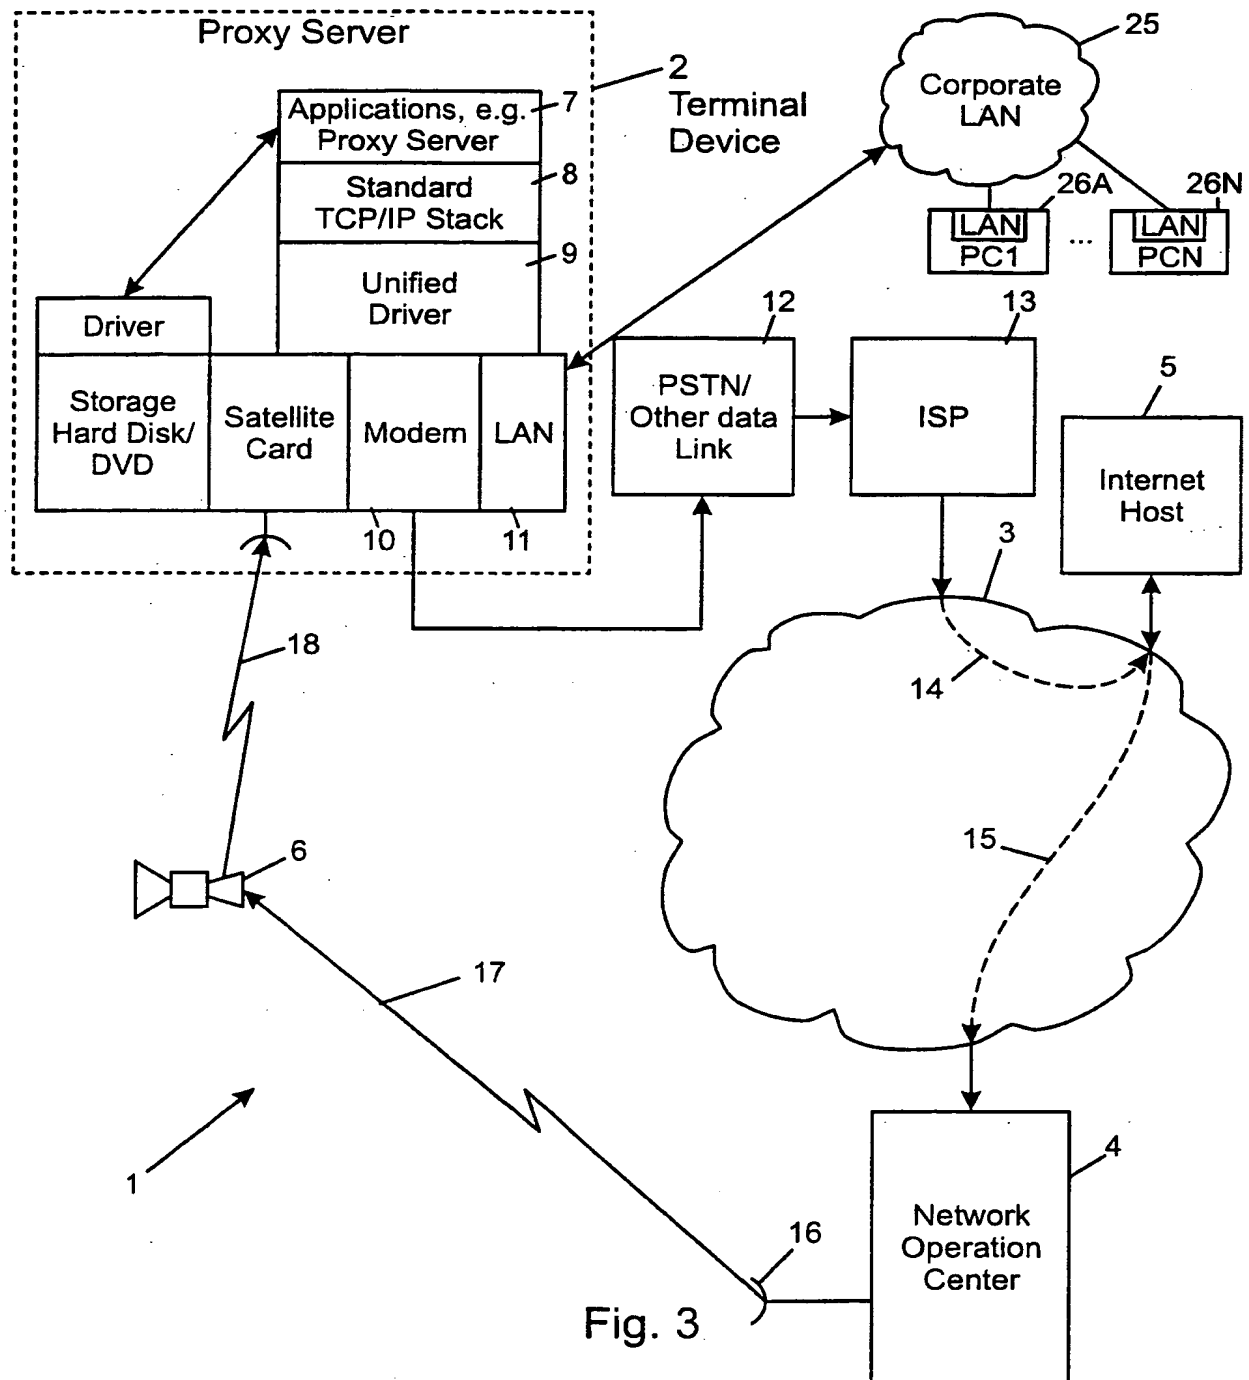 Proxy Server
2
Terminal
Device
Applications, e.g.
Proxy Server
7
Standard
TCP/IP Stack
8
Unified
Driver
9
Driver
Storage
Hard Disk/
DVD
Satellite
Card
Modem
LAN
10
11
25
Corporate
LAN
26A
26N
LAN
PC1
...
LAN
PCN
12
PSTN/
Other data
Link
13
ISP
5
Internet
Host
3
14
15
18
6
17
1
16
4
Network
Operation
Center
Fig. 3